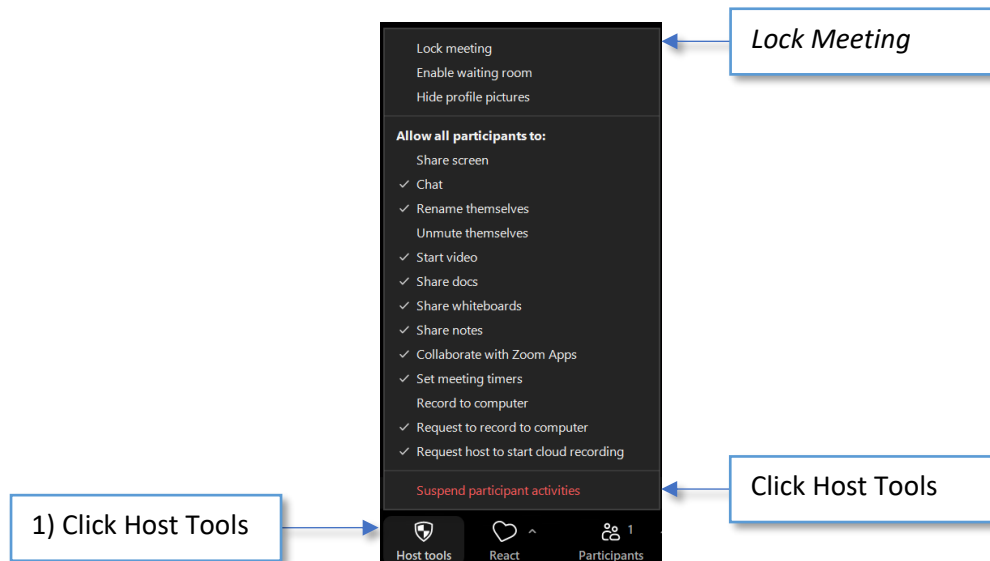 Lock meeting
Lock Meeting
Enable waiting room
Hide profile pictures
Allow all participants to:
Share screen
Chat
Rename themselves
Unmute themselves
Start video
Share docs
Share whiteboards
Share notes
Collaborate with Zoom Apps
Set meeting timers
Record to computer
Request to record to computer
Request host to start cloud recording
Suspend participant activities
Click Host Tools
1) Click Host Tools
1
Host tools
React
Participants